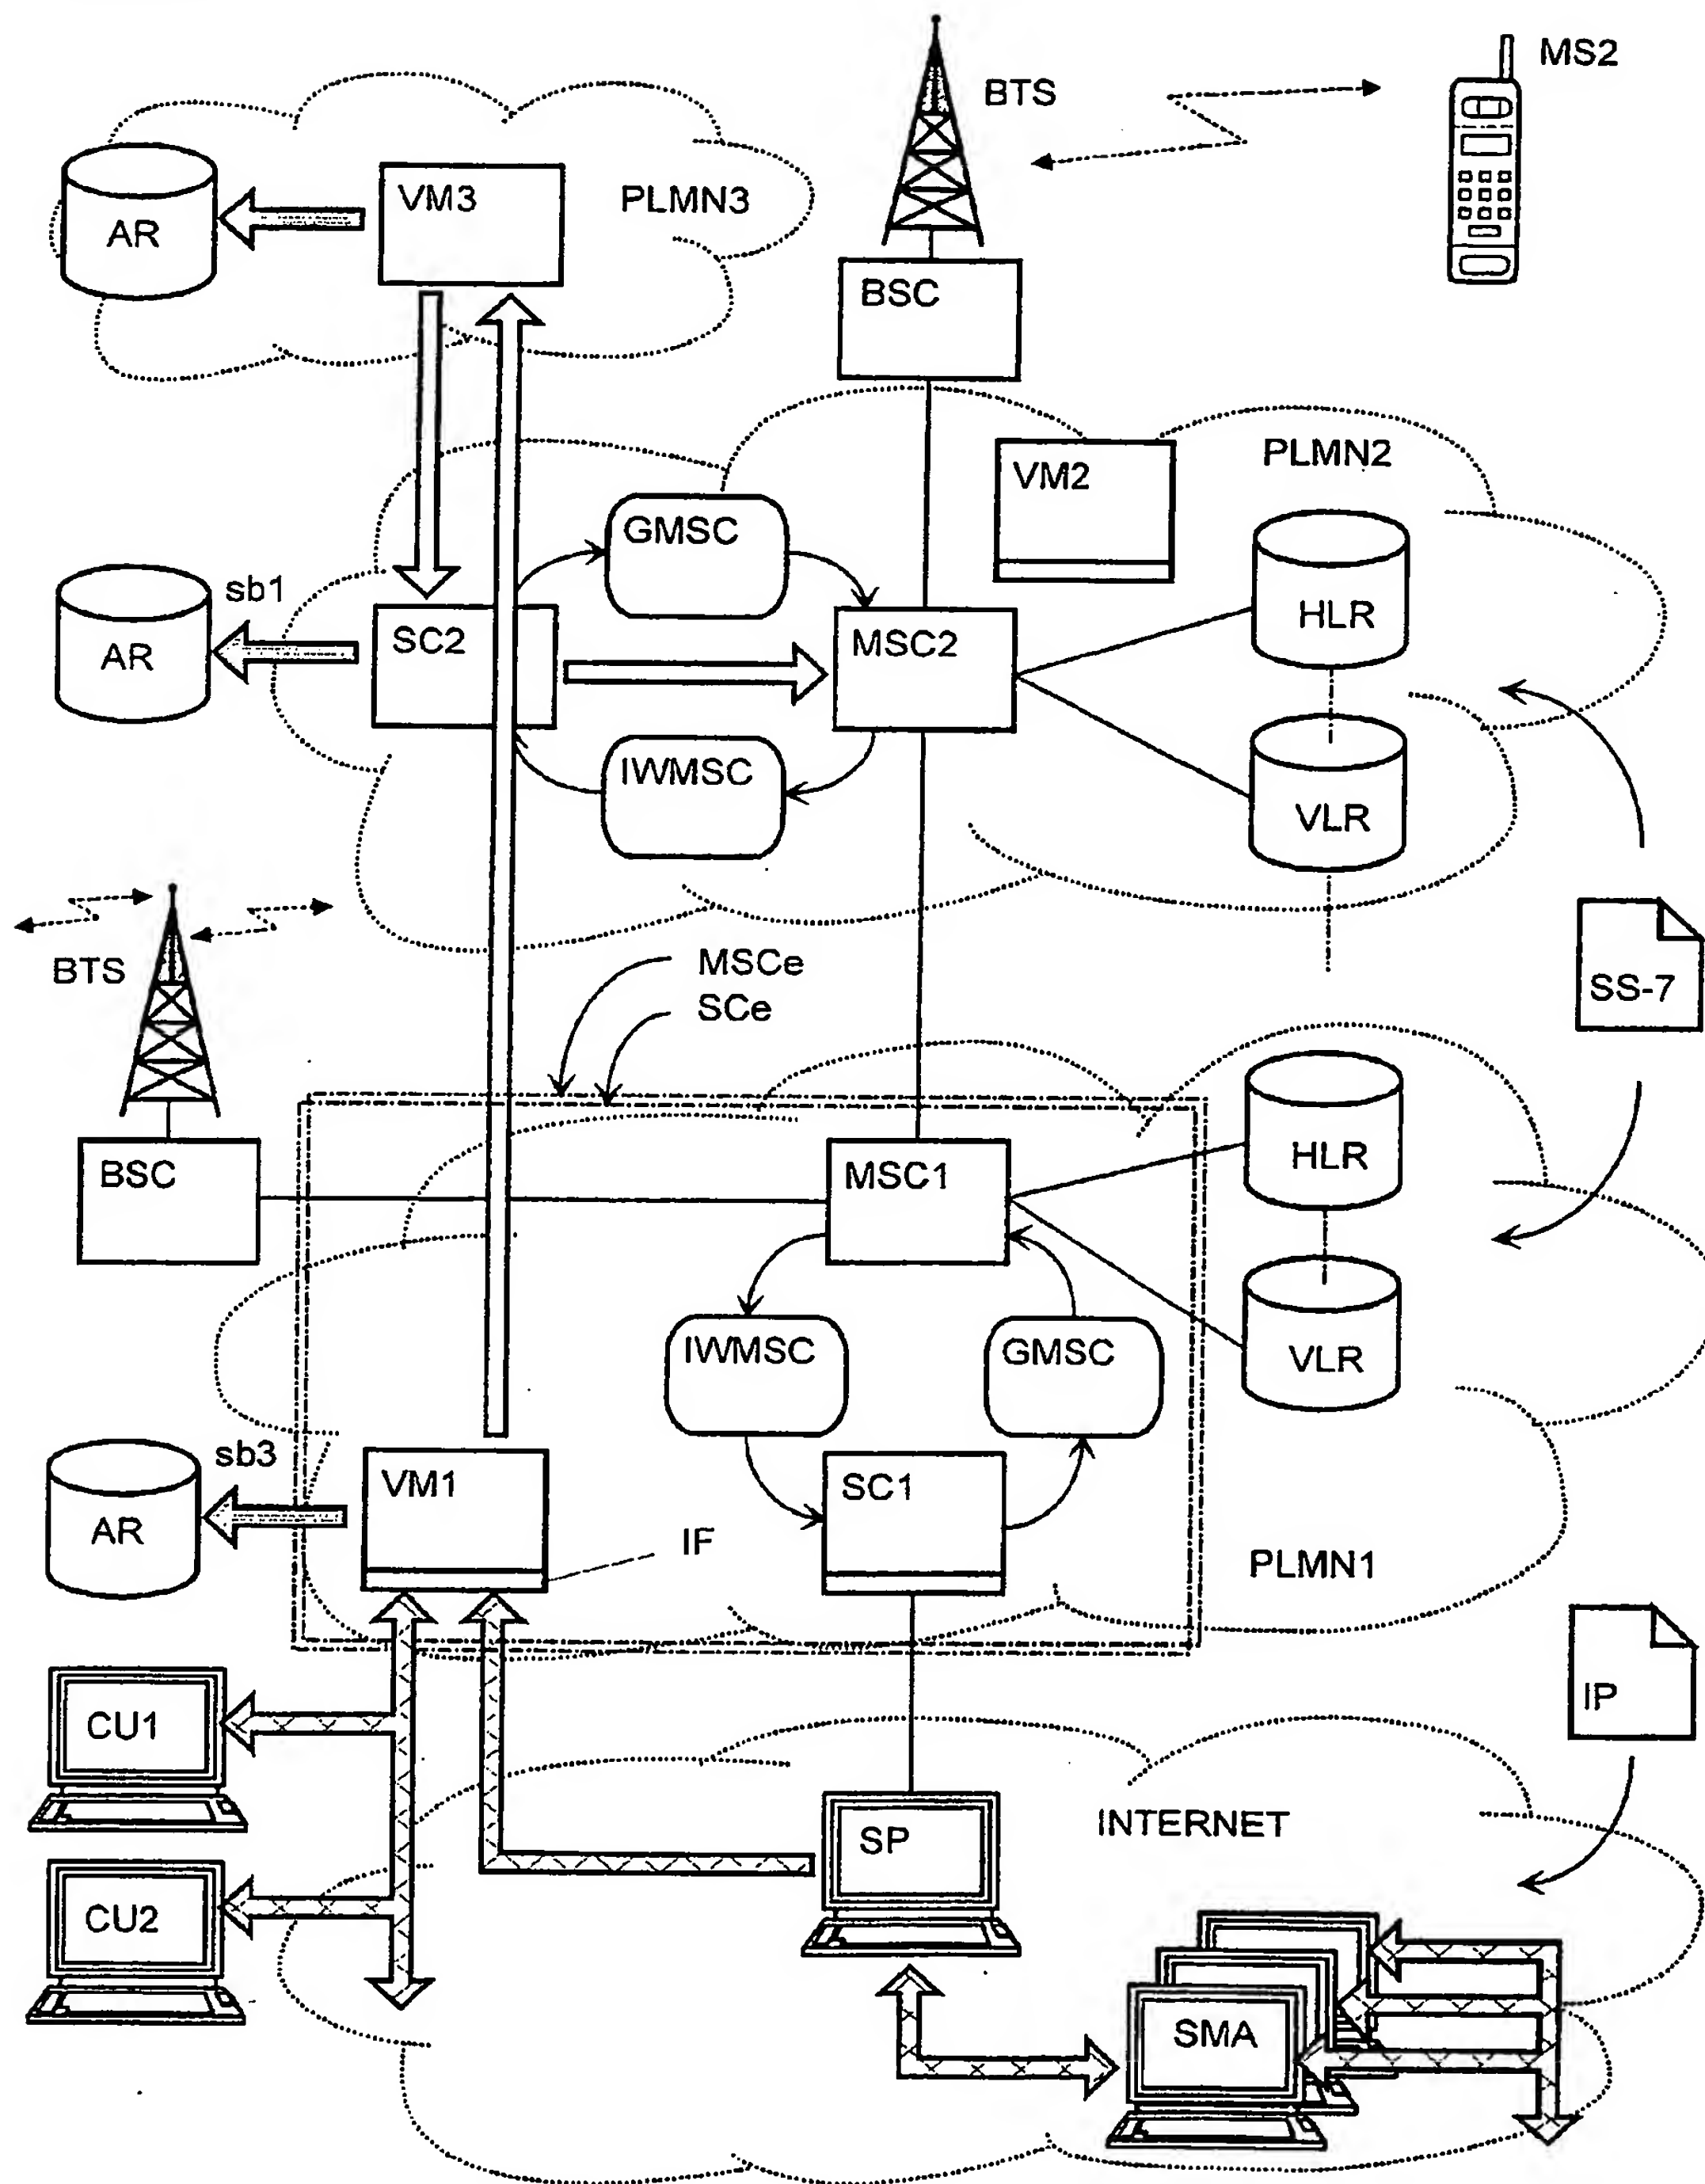 MS2
BTS
VM3
PLMN3
AR
BSC
PLMN2
VM2
GMSC
sb1
HLR
AR
SC2
MSC2
IWMSC
VLR
BTS
MSCe
SCe
SS-7
HLR
BSC
MSC1
IWMSC
GMSC
VLR
sb3
VM1
SC1
AR
IF
PLMN1
IP
CU1
INTERNET
SP
CU2
SMA